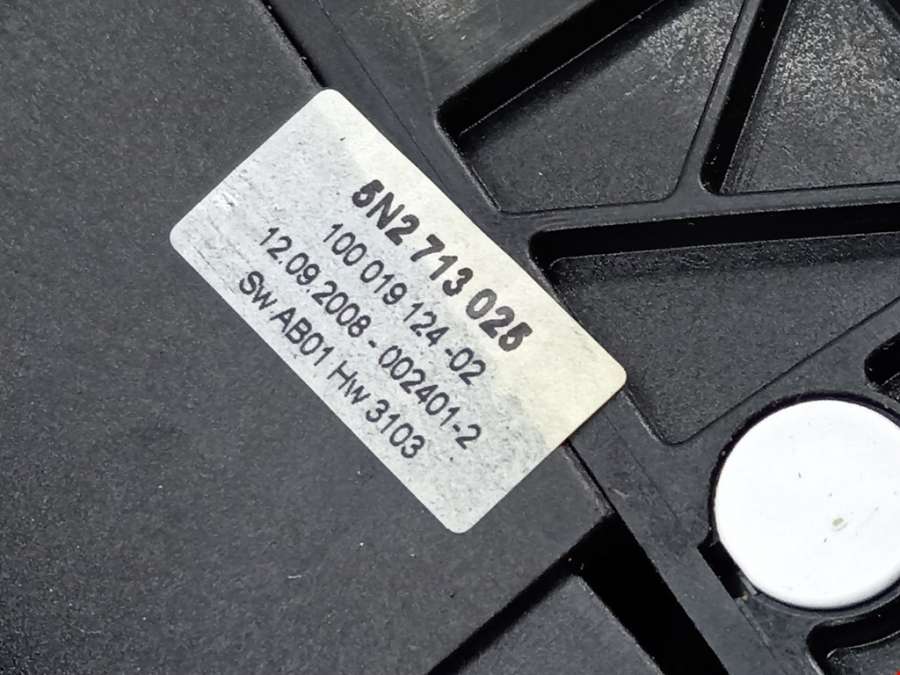 5N2 713 025
100 019 124 -02
12.09.2008 - 002401-2
Sw AB01 Hw 3103